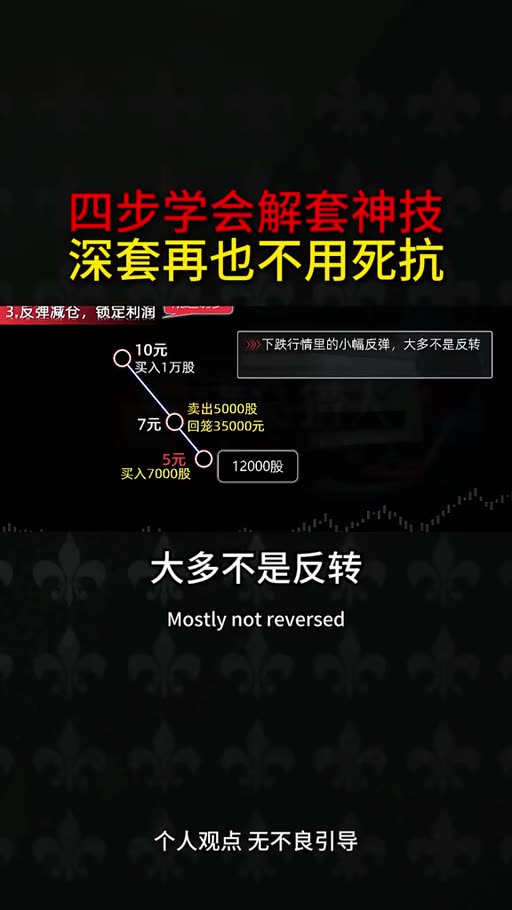 四步学会解套神技
深套再也不用死抗
3.反弹减仓，锁定利润
下跌行情里的小幅反弹，大多不是反转
10元
买入1万股
卖出5000股
7元
回笼35000元
5元
买入7000股
12000股
大多不是反转
Mostly not reversed
个人观点 无不良引导